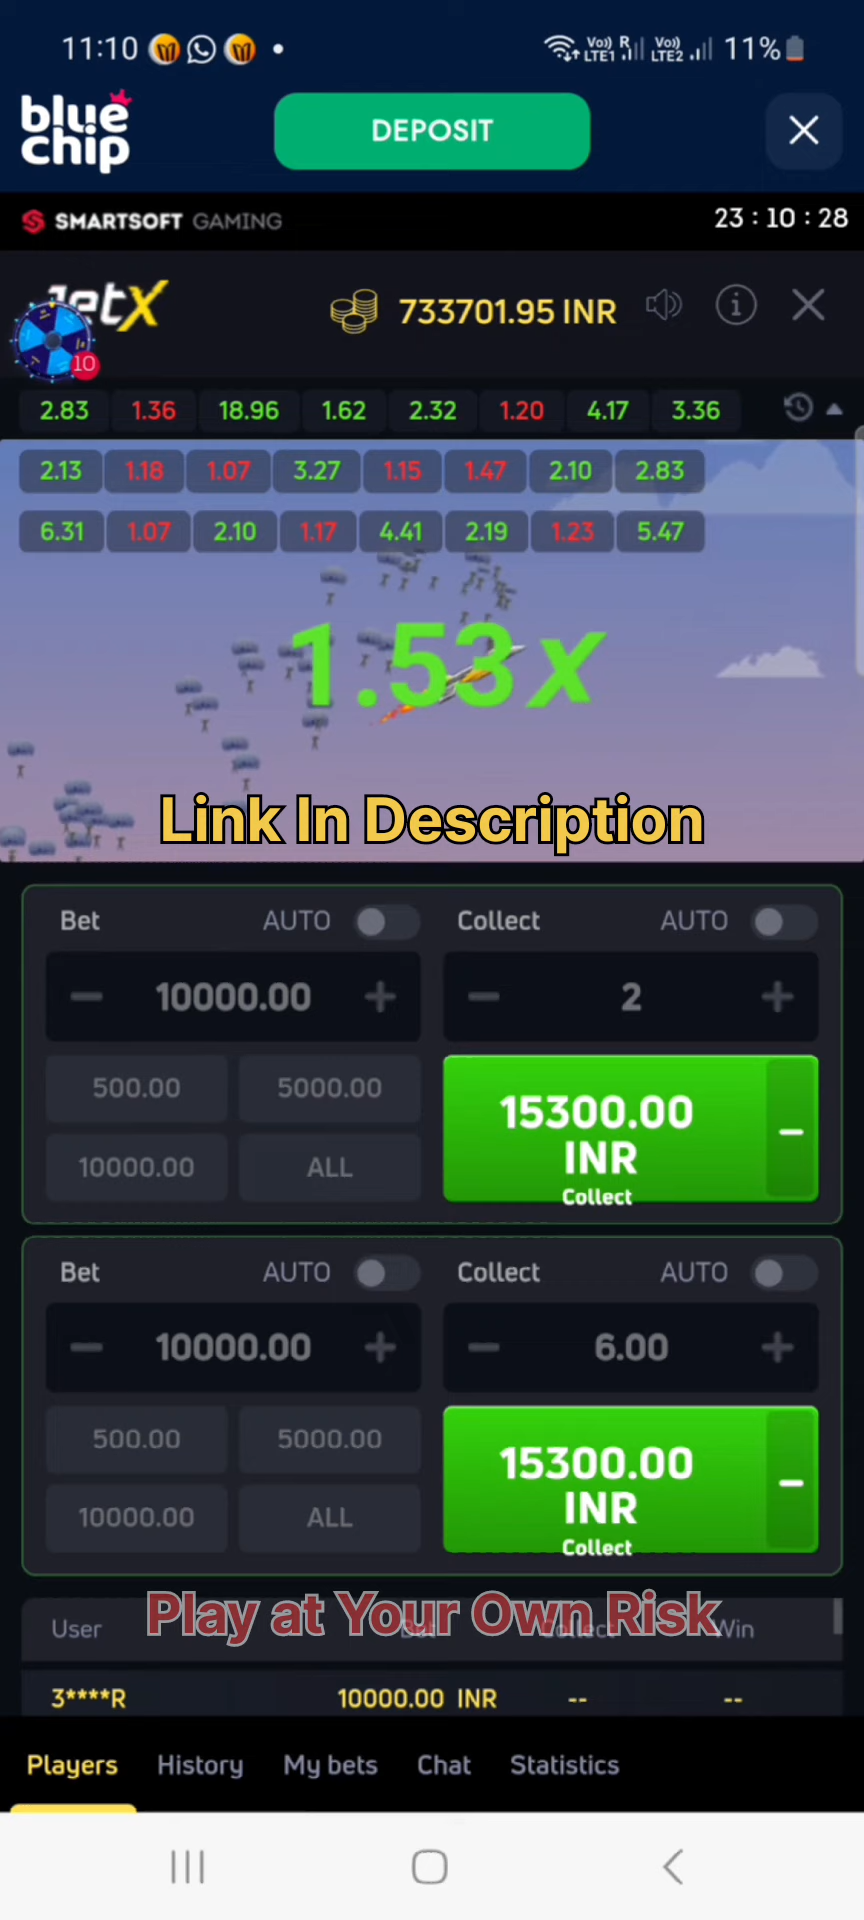 11:10
Vo)) R Vo)) 11%
LTE1 LTE2
blue
chip
DEPOSIT
SMARTSOFT GAMING
23 : 10 : 28
JetX
733701.95 INR
10
2.83 1.36 18.96 1.62 2.32 1.20 4.17 3.36
2.13 1.18 1.07 3.27 1.15 1.47 2.10 2.83
6.31 1.07 2.10 1.17 4.41 2.19 1.23 5.47
1.53x
Link In Description
Bet AUTO Collect AUTO
10000.00 2
500.00 5000.00
10000.00 ALL
15300.00
INR
Collect
Bet AUTO Collect AUTO
10000.00 6.00
500.00 5000.00
10000.00 ALL
15300.00
INR
Collect
Play at Your Own Risk
User Bet Collect Win
3****R 10000.00 INR -- --
Players History My bets Chat Statistics